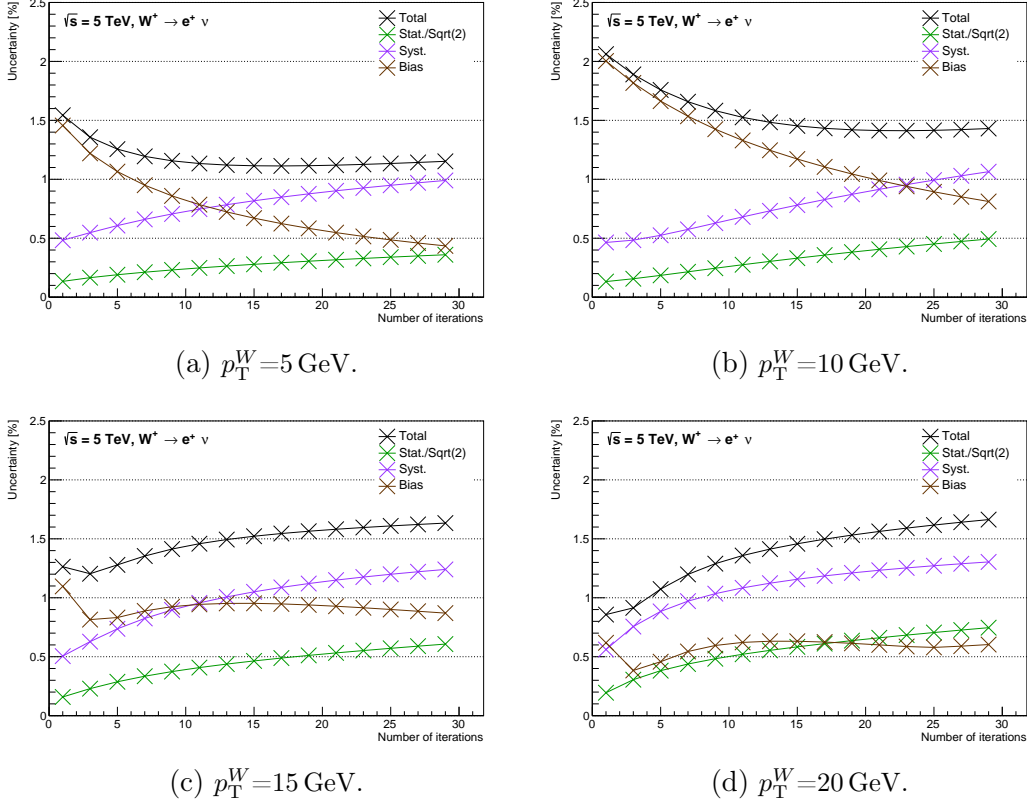 Uncertainty [%]
2.5
2
1.5
1
0.5
0
√s = 5 TeV, W⁺ → e⁺ ν
Total
Stat./Sqrt(2)
Syst.
Bias
0 5 10 15 20 25 30
Number of iterations
(a) p_T^W=5 GeV.
Uncertainty [%]
2.5
2
1.5
1
0.5
0
√s = 5 TeV, W⁺ → e⁺ ν
Total
Stat./Sqrt(2)
Syst.
Bias
0 5 10 15 20 25 30
Number of iterations
(b) p_T^W=10 GeV.
Uncertainty [%]
2.5
2
1.5
1
0.5
0
√s = 5 TeV, W⁺ → e⁺ ν
Total
Stat./Sqrt(2)
Syst.
Bias
0 5 10 15 20 25 30
Number of iterations
(c) p_T^W=15 GeV.
Uncertainty [%]
2.5
2
1.5
1
0.5
0
√s = 5 TeV, W⁺ → e⁺ ν
Total
Stat./Sqrt(2)
Syst.
Bias
0 5 10 15 20 25 30
Number of iterations
(d) p_T^W=20 GeV.